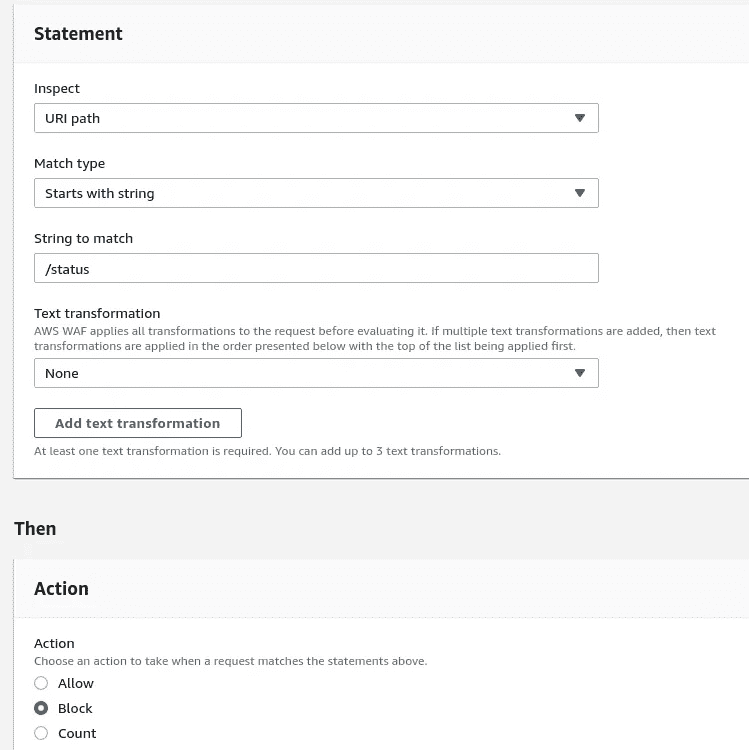 Statement
Inspect
URI path
Match type
Starts with string
String to match
/status
Text transformation
AWS WAF applies all transformations to the request before evaluating it. If multiple text transformations are added, then text
transformations are applied in the order presented below with the top of the list being applied first.
None
Add text transformation
At least one text transformation is required. You can add up to 3 text transformations.
Then
Action
Action
Choose an action to take when a request matches the statements above.
Allow
Block
Count